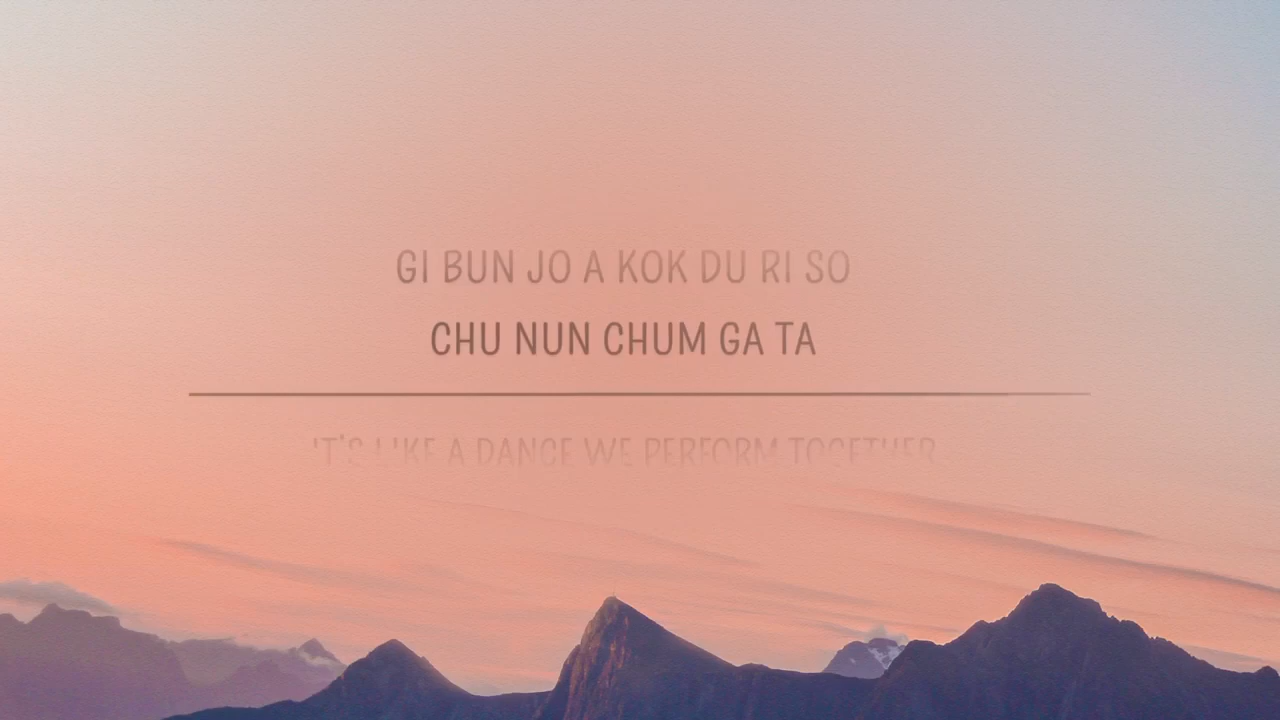 GI BUN JO A KOK DU RI SO
CHU NUN CHUM GA TA
IT'S LIKE A DANCE WE PERFORM TOGETHER